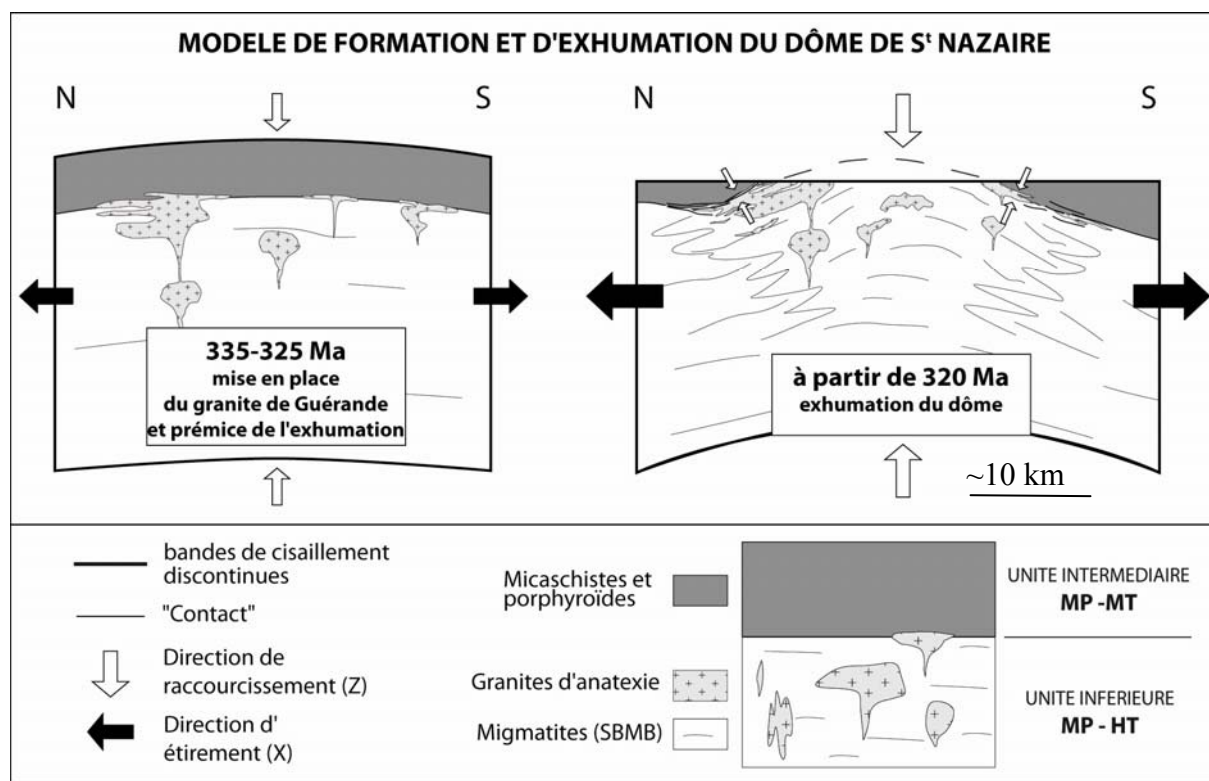 MODELE DE FORMATION ET D'EXHUMATION DU DÔME DE Sᵗ NAZAIRE
N
S
N
S
335-325 Ma
mise en place
du granite de Guérande
et prémice de l'exhumation
à partir de 320 Ma
exhumation du dôme
~10 km
bandes de cisaillement
discontinues
"Contact"
Direction de
raccourcissement (Z)
Direction d'
étirement (X)
Micaschistes et
porphyroïdes
Granites d'anatexie
Migmatites (SBMB)
UNITE INTERMEDIAIRE
MP -MT
UNITE INFERIEURE
MP - HT